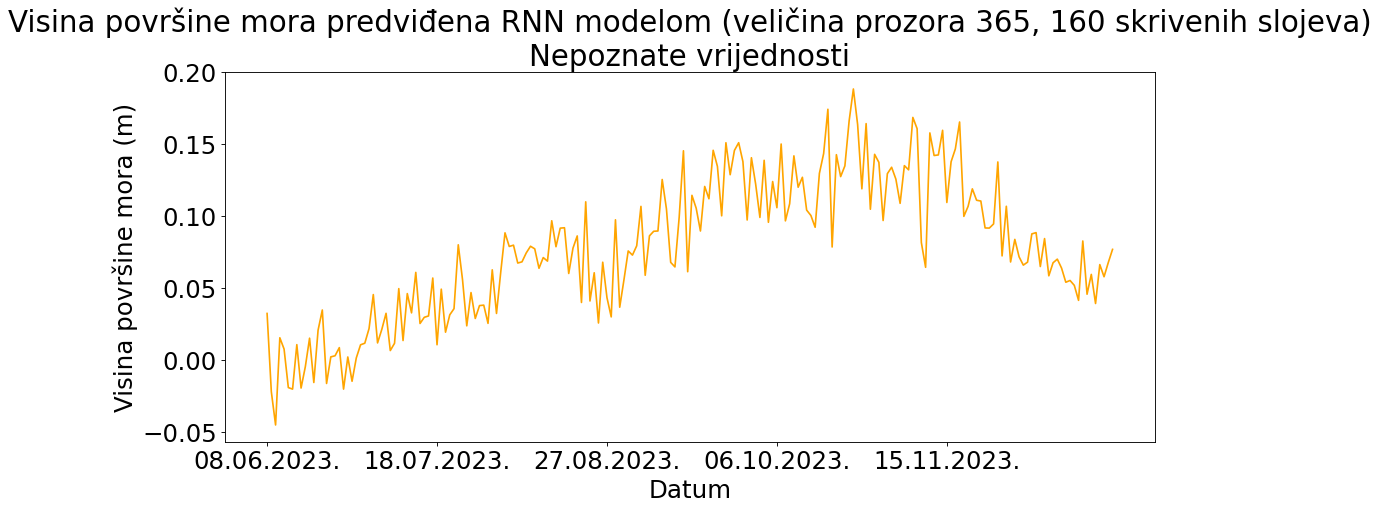 Visina površine mora predviđena RNN modelom (veličina prozora 365, 160 skrivenih slojeva)
Nepoznate vrijednosti
Visina površine mora (m)
0.20
0.15
0.10
0.05
0.00
−0.05
08.06.2023. 18.07.2023. 27.08.2023. 06.10.2023. 15.11.2023.
Datum